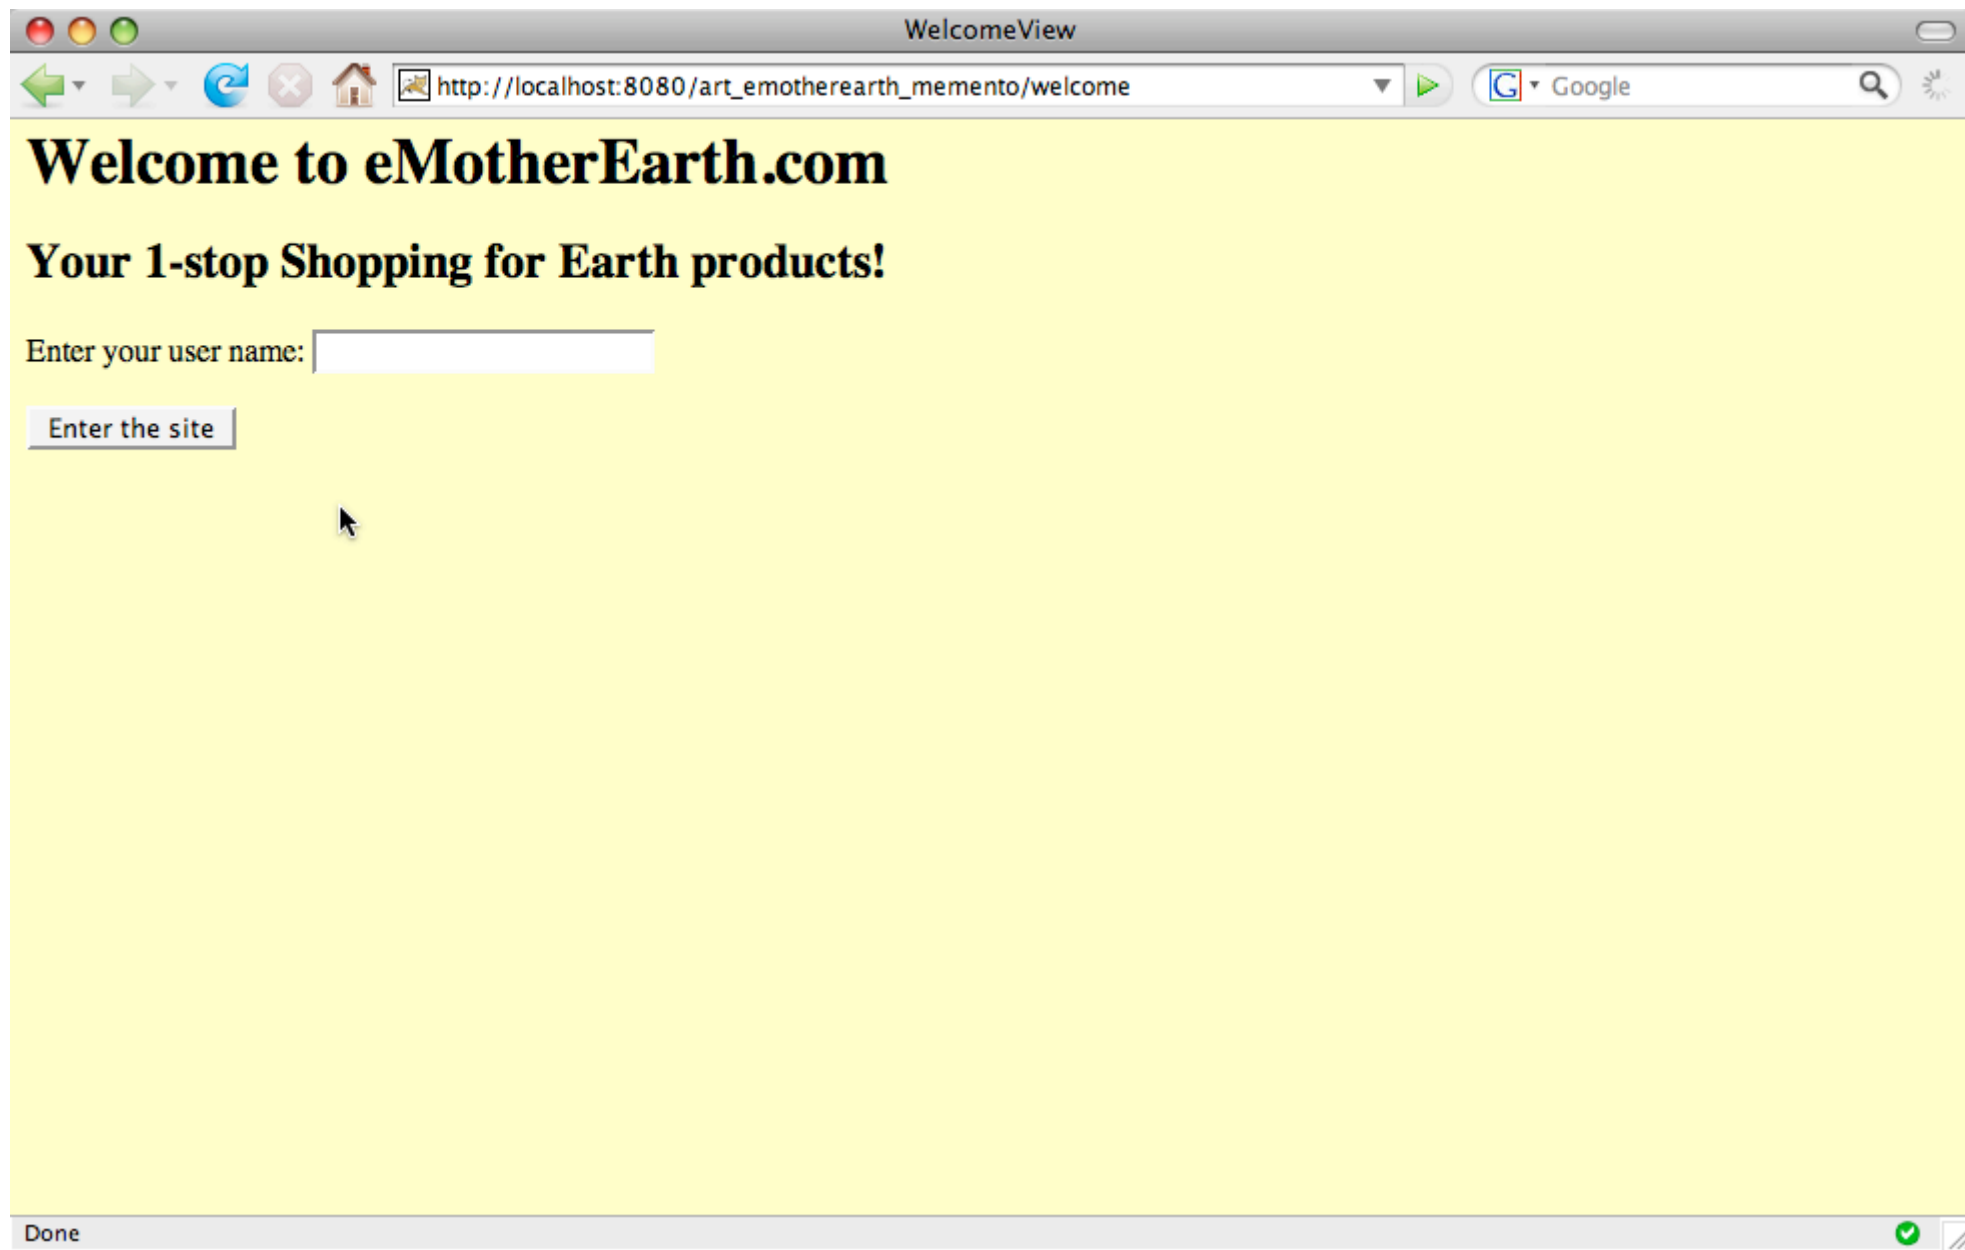 WelcomeView
http://localhost:8080/art_emotherearth_memento/welcome
G Google
Welcome to eMotherEarth.com
Your 1-stop Shopping for Earth products!
Enter your user name:
Enter the site
Done